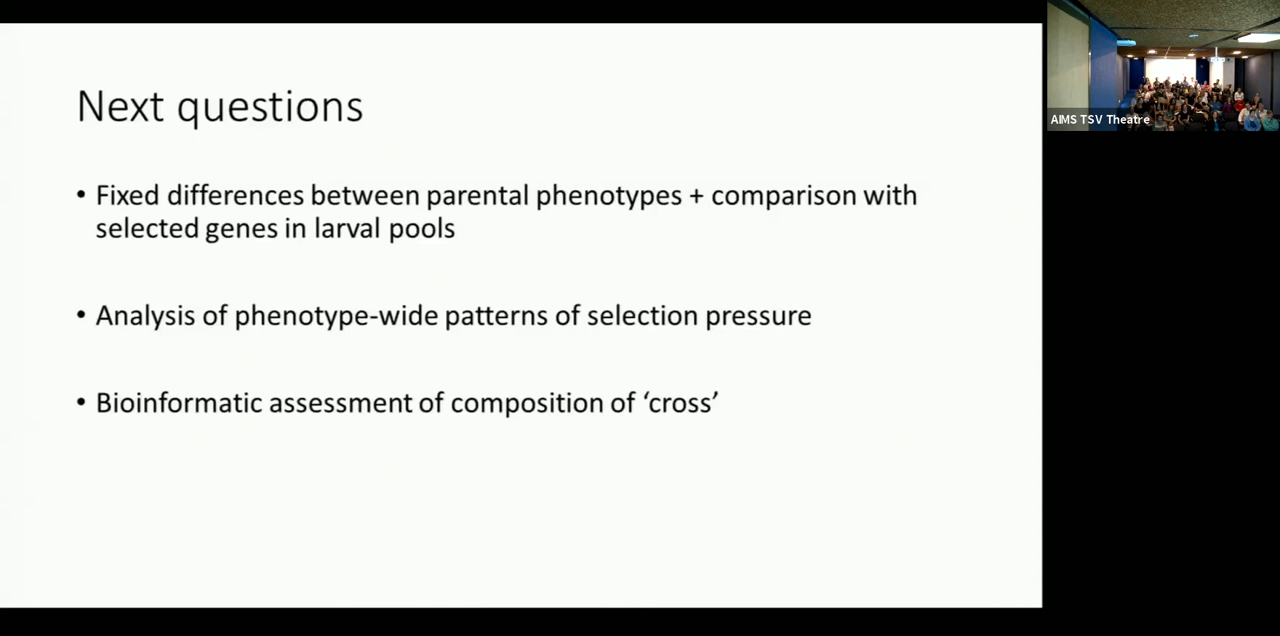 Next questions
• Fixed differences between parental phenotypes + comparison with
selected genes in larval pools
• Analysis of phenotype-wide patterns of selection pressure
• Bioinformatic assessment of composition of ‘cross’
AIMS TSV Theatre